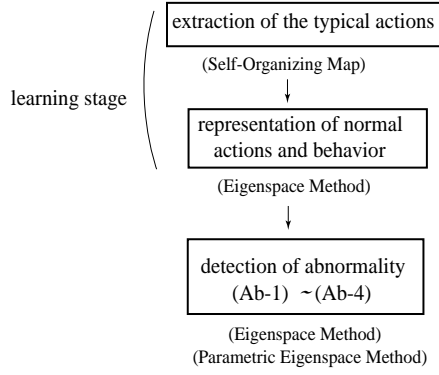 extraction of the typical actions
(Self-Organizing Map)
learning stage
representation of normal
actions and behavior
(Eigenspace Method)
detection of abnormality
(Ab-1) ~(Ab-4)
(Eigenspace Method)
(Parametric Eigenspace Method)